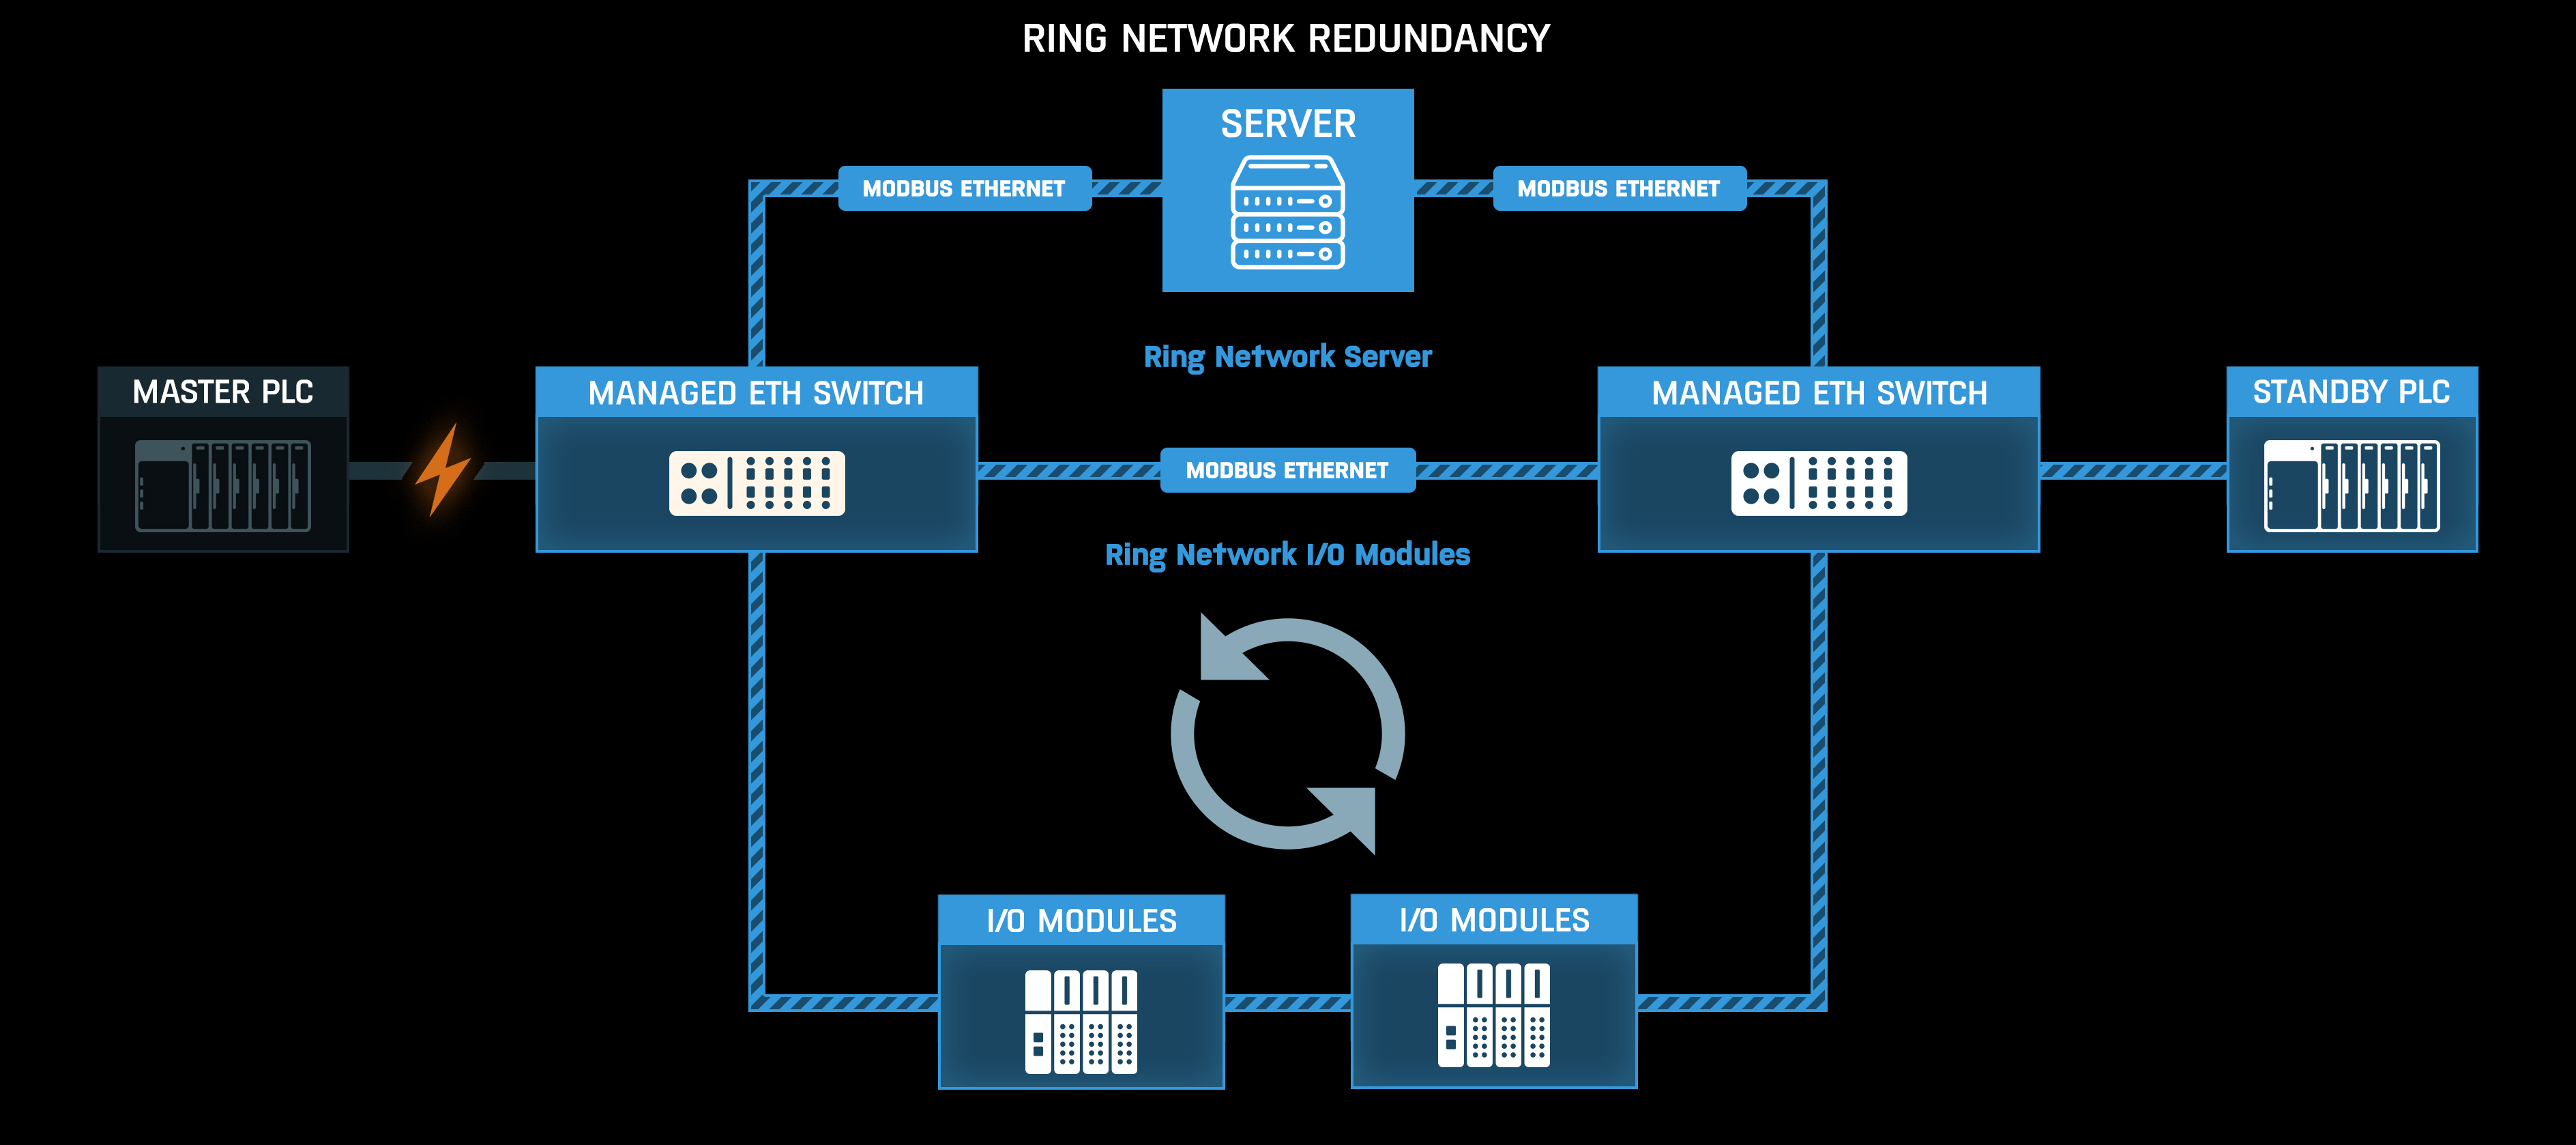 RING NETWORK REDUNDANCY
SERVER
MODBUS ETHERNET
MODBUS ETHERNET
Ring Network Server
MASTER PLC
MANAGED ETH SWITCH
MANAGED ETH SWITCH
STANDBY PLC
MODBUS ETHERNET
Ring Network I/O Modules
I/O MODULES
I/O MODULES